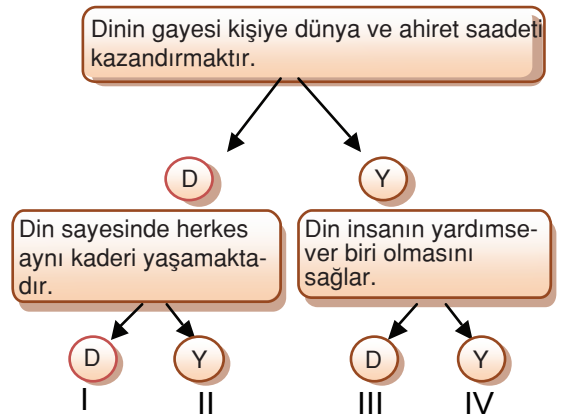 Dinin gayesi kişiye dünya ve ahiret saadeti
kazandırmaktır.
D
Y
Din sayesinde herkes
aynı kaderi yaşamakta-
dır.
Din insanın yardımse-
ver biri olmasını
sağlar.
D
Y
D
Y
I
II
III
IV